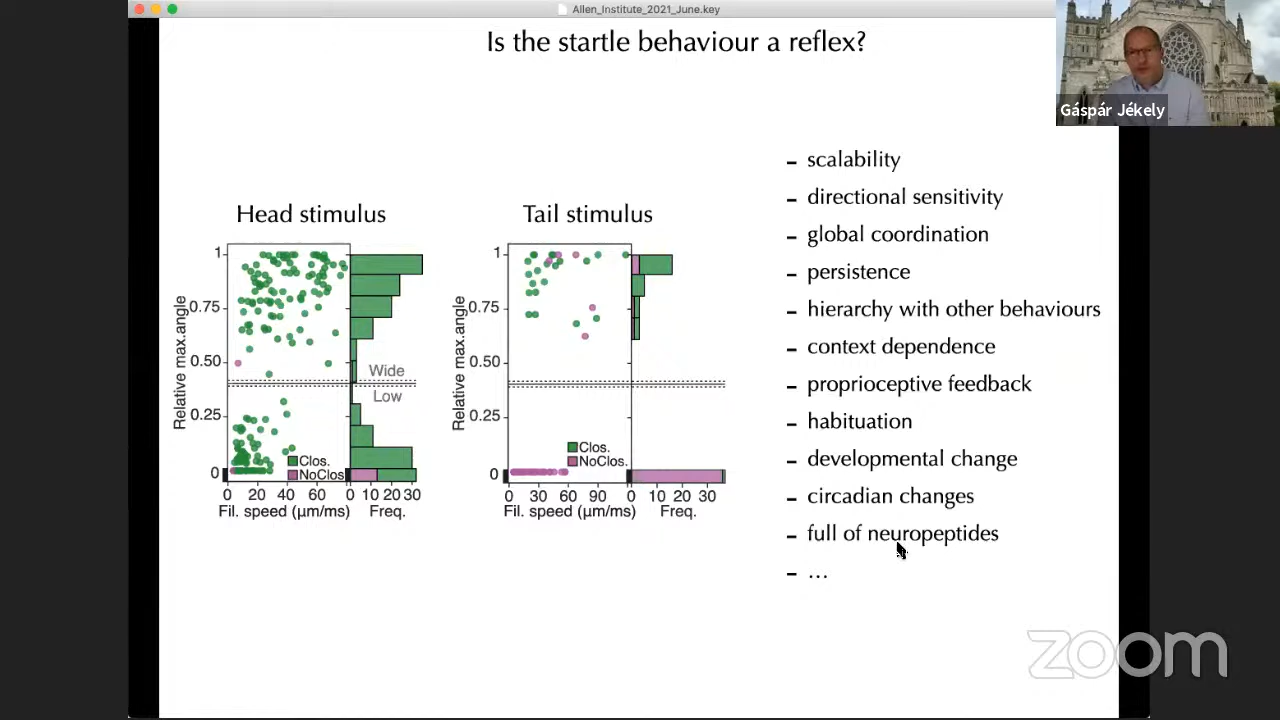 Allen_Institute_2021_June.key
Is the startle behaviour a reflex?
Gáspár Jékely
Head stimulus
Relative max.angle
1
0.75
0.50
0.25
0
Wide
Low
Clos.
NoClos
0 20 40 60 0 10 20 30
Fil. speed (µm/ms) Freq.
Tail stimulus
Relative max.angle
1
0.75
0.50
0.25
0
Clos.
NoClos.
0 30 60 90 0 10 20 30
Fil. speed (µm/ms) Freq.
– scalability
– directional sensitivity
– global coordination
– persistence
– hierarchy with other behaviours
– context dependence
– proprioceptive feedback
– habituation
– developmental change
– circadian changes
– full of neuropeptides
– …
zoom